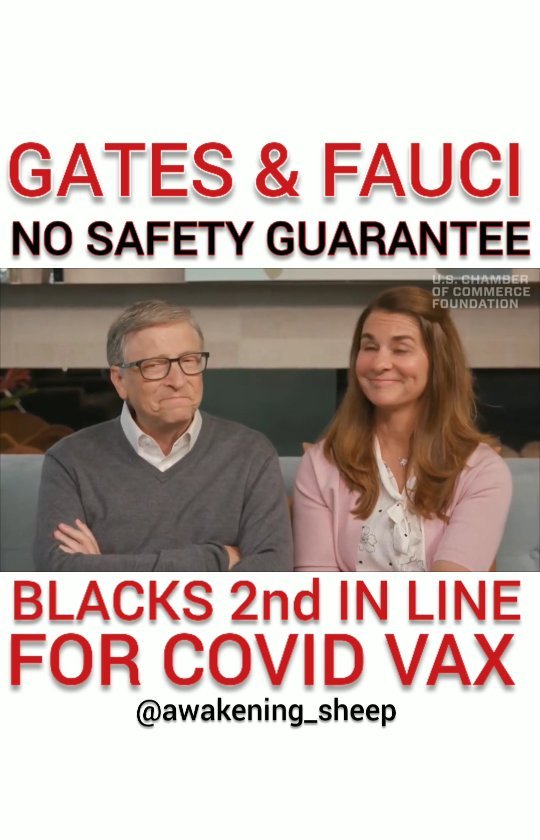 GATES & FAUCI
NO SAFETY GUARANTEE
U.S. CHAMBER
OF COMMERCE
FOUNDATION
BLACKS 2nd IN LINE
FOR COVID VAX
@awakening_sheep